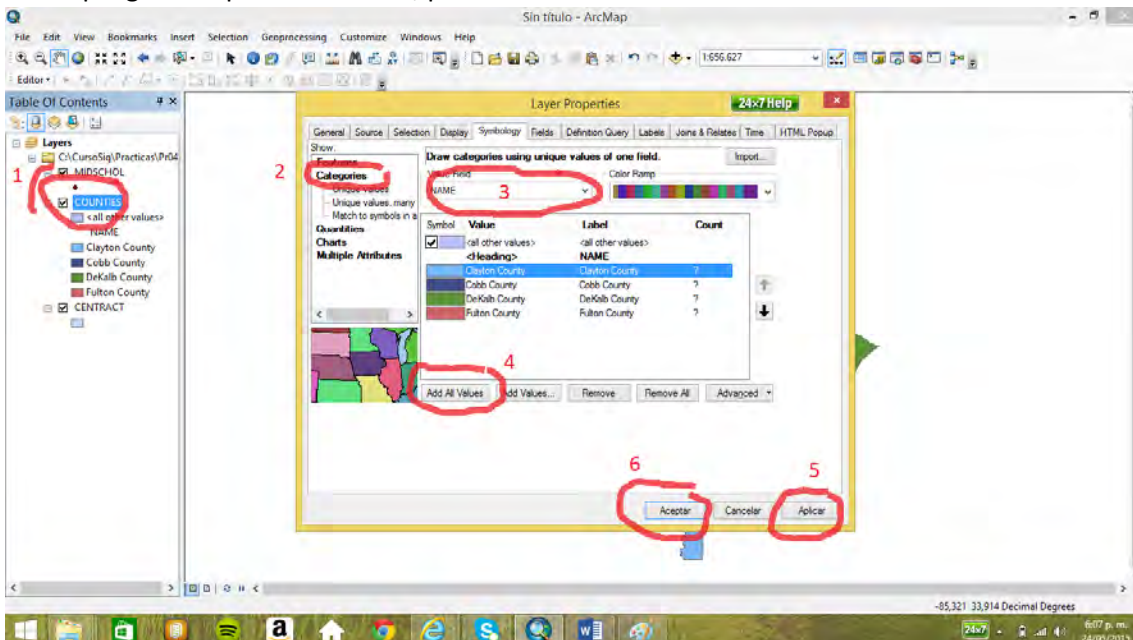 Sin título - ArcMap
File Edit View Bookmarks Insert Selection Geoprocessing Customize Windows Help
1:656.627
Editor
Table Of Contents
Layer Properties
24x7 Help
General Source Selection Display Symbology Fields Definition Query Labels Joins & Relates Time HTML Popup
Layers
C:\CursoSig\Practicas\Pr04
1
MIDSCHOL
COUNTIES
<all other values>
NAME
Clayton County
Cobb County
DeKalb County
Fulton County
CENTRACT
Show:
Features
2
Categories
Unique values
Unique values, many
Match to symbols in a
Quantities
Charts
Multiple Attributes
Draw categories using unique values of one field.
Import...
Value Field
Color Ramp
NAME
3
Symbol Value Label Count
<all other values> <all other values>
<Heading> NAME
Clayton County Clayton County ?
Cobb County Cobb County ?
DeKalb County DeKalb County ?
Fulton County Fulton County ?
4
Add All Values Add Values... Remove Remove All Advanced
6
5
Aceptar Cancelar Aplicar
-85,321 33,914 Decimal Degrees
24x7
6:07 p. m.